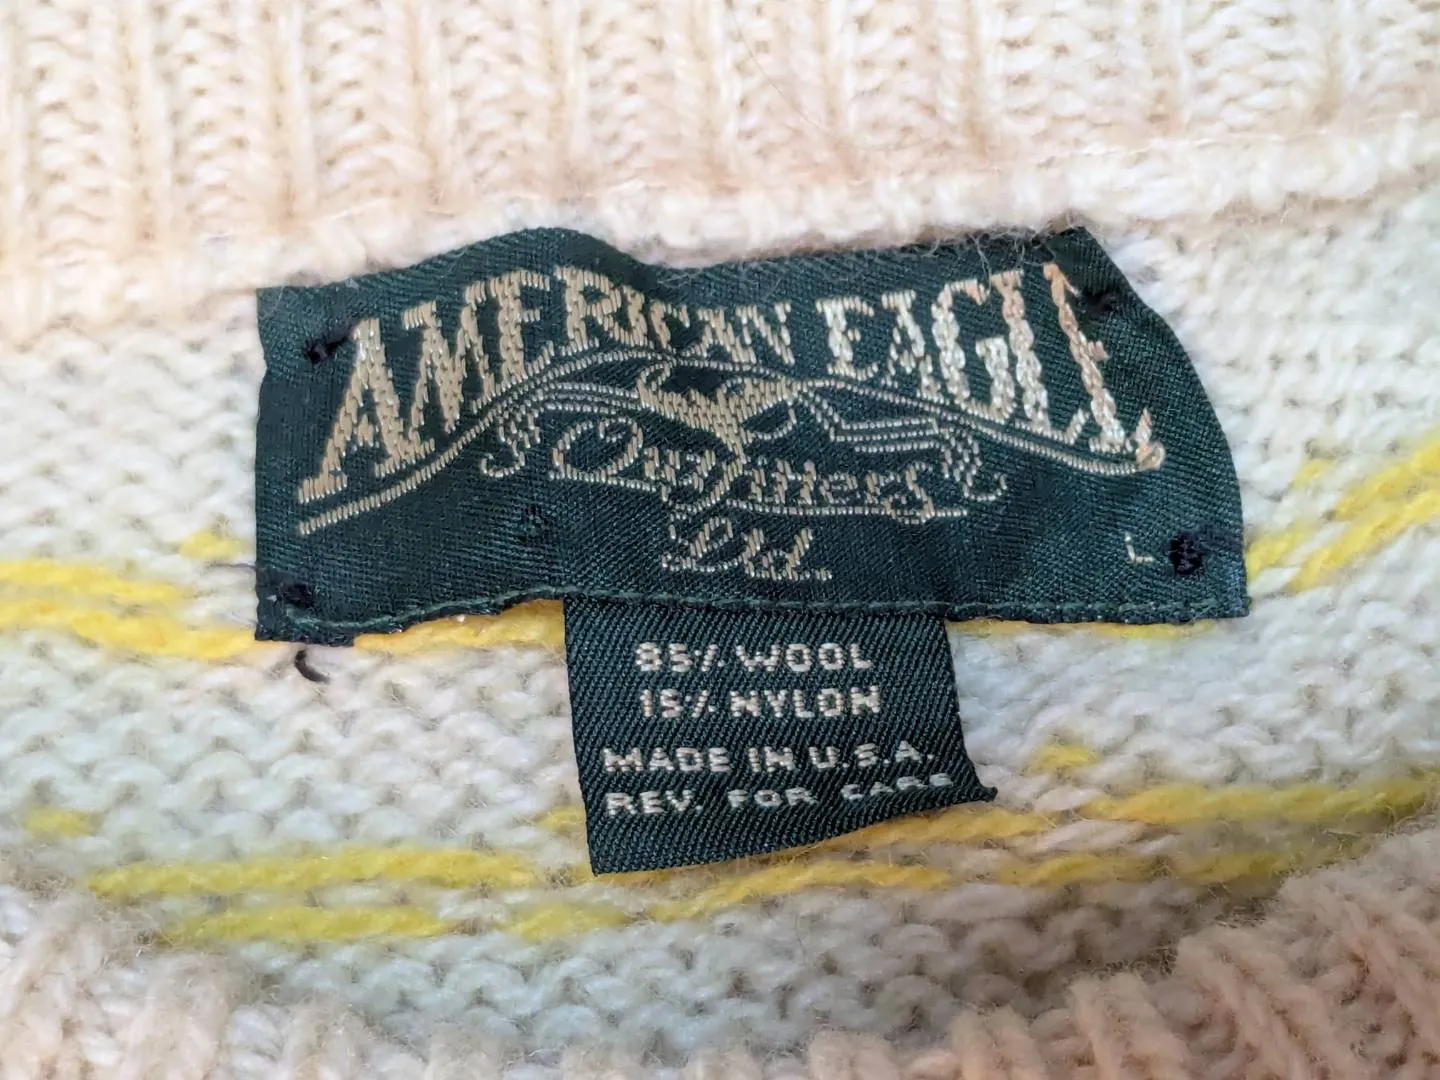 AMERICAN EAGLE
Outfitters
Ltd.
L
85% WOOL
15% NYLON
MADE IN U.S.A.
REV. FOR CARE